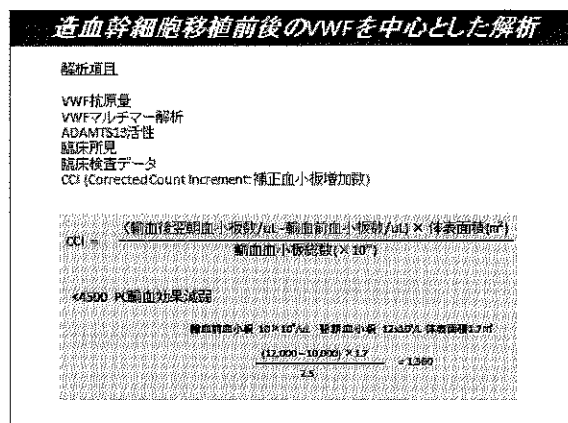 造血幹細胞移植前後のVWFを中心とした解析
解析項目
VWF抗原量
VWFマルチマー解析
ADAMTS13活性
臨床所見
臨床検査データ
CCI (Corrected Count Increment: 補正血小板増加数)
CCI = (輸血後翌朝血小板数/uL-輸血前血小板数/uL) × 体表面積(m²)
輸血血小板総数(× 10¹¹)
<4500 PC輸血効果減弱
輸血前血小板 10×10³/uL 翌朝血小板 12x10³/L 体表面積1.7㎡
(12,000-10,000) ×1.7
2.5